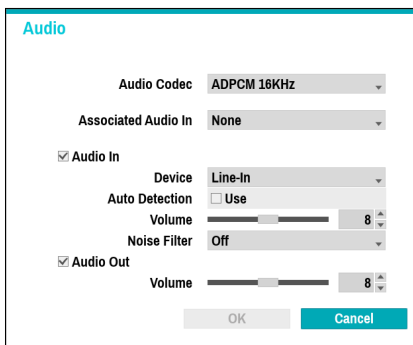 Audio
Audio Codec ADPCM 16KHz
Associated Audio In None
Audio In
Device Line-In
Auto Detection Use
Volume 8
Noise Filter Off
Audio Out
Volume 8
OK Cancel